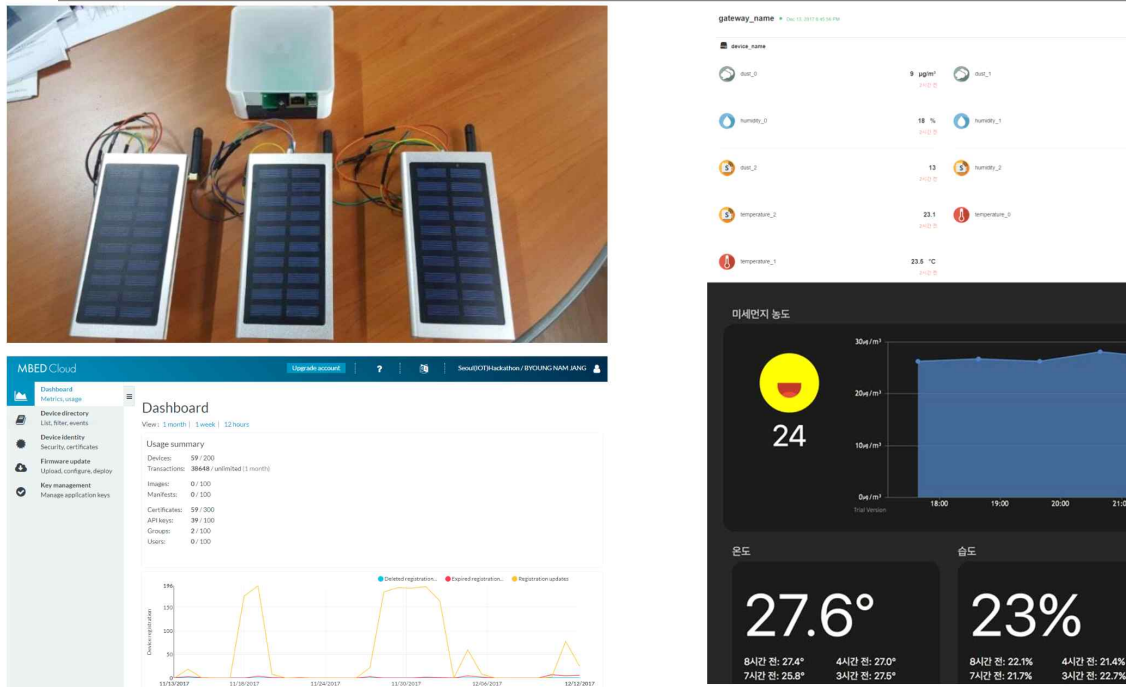 gateway_name
Dec 12, 2017 8:40:36 PM
device_name
dust_0
9 µg/m³
dust_1
humidity_0
18 %
humidity_1
dust_2
13
humidity_2
temperature_2
23.1
temperature_0
temperature_1
23.5 °C
MBED Cloud
Upgrade account
?
Seoul(IOT)Hackathon / BYOUNG NAM JANG
Dashboard
Metrics, usage
Device directory
List, filter, events
Device identity
Security, certificates
Firmware update
Upload, configure, deploy
Key management
Manage application keys
Dashboard
View: 1 month | 1 week | 12 hours
Usage summary
Devices: 59 / 200
Transactions: 38648 / unlimited (1 month)
Images: 0 / 100
Manifests: 0 / 100
Certificates: 59 / 300
API keys: 39 / 100
Groups: 2 / 100
Users: 0 / 100
Deleted registration... Expired registration... Registration updates
Device registration
196
150
100
50
0
11/13/2017 11/16/2017 11/24/2017 11/30/2017 12/06/2017 12/12/2017
미세먼지 농도
24
30㎍/m³
20㎍/m³
10㎍/m³
0㎍/m³
Trial Version
18:00 19:00 20:00 21:0
온도
27.6°
8시간 전: 27.4° 4시간 전: 27.0°
7시간 전: 25.8° 3시간 전: 27.5°
습도
23%
8시간 전: 22.1% 4시간 전: 21.4%
7시간 전: 21.7% 3시간 전: 22.7%